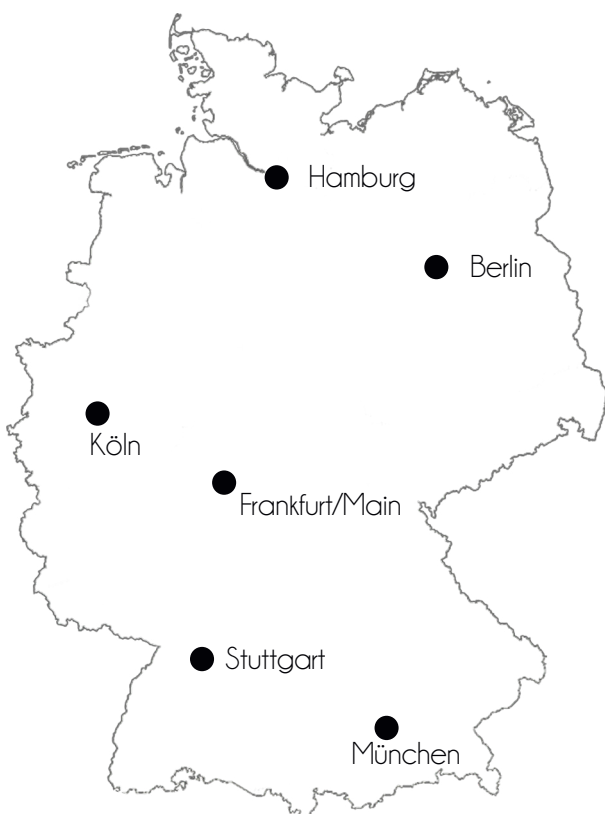 Hamburg
Berlin
Köln
Frankfurt/Main
Stuttgart
München